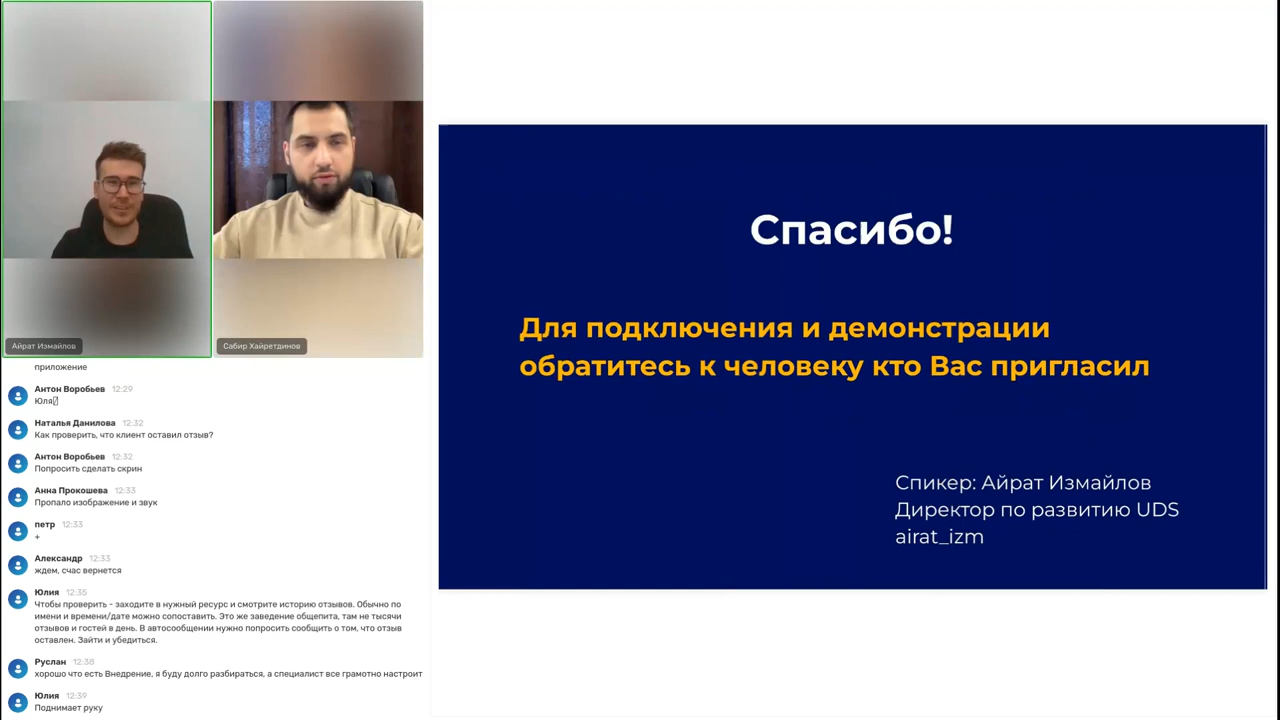 Айрат Измайлов
Сабир Хайретдинов
приложение
Антон Воробьев 12:29
Юля
Наталья Данилова 12:32
Как проверить, что клиент оставил отзыв?
Антон Воробьев 12:32
Попросить сделать скрин
Анна Прокошева 12:33
Пропало изображение и звук
петр 12:33
+
Александр 12:33
ждем, счас вернется
Юлия 12:35
Чтобы проверить - заходите в нужный ресурс и смотрите историю отзывов. Обычно по
имени и времени/дате можно сопоставить. Это же заведение общепита, там не тысячи
отзывов и гостей в день. В автосообщении нужно попросить сообщить о том, что отзыв
оставлен. Зайти и убедиться.
Руслан 12:38
хорошо что есть Внедрение, я буду долго разбираться, а специалист все грамотно настроит
Юлия 12:39
Поднимает руку
Спасибо!
Для подключения и демонстрации
обратитесь к человеку кто Вас пригласил
Спикер: Айрат Измайлов
Директор по развитию UDS
airat_izm